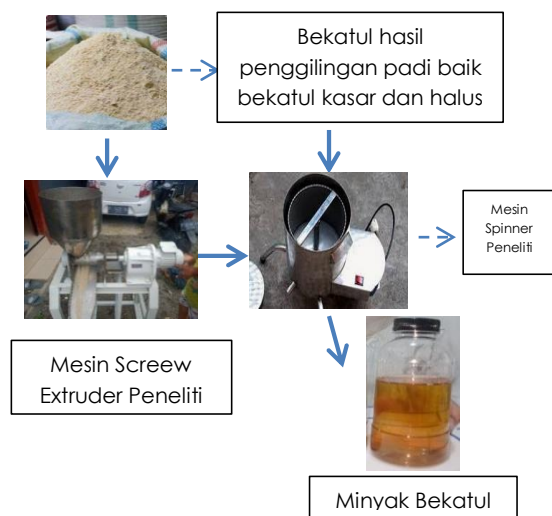 Bekatul hasil
penggilingan padi baik
bekatul kasar dan halus
Mesin
Spinner
Peneliti
Mesin Screew
Extruder Peneliti
Minyak Bekatul